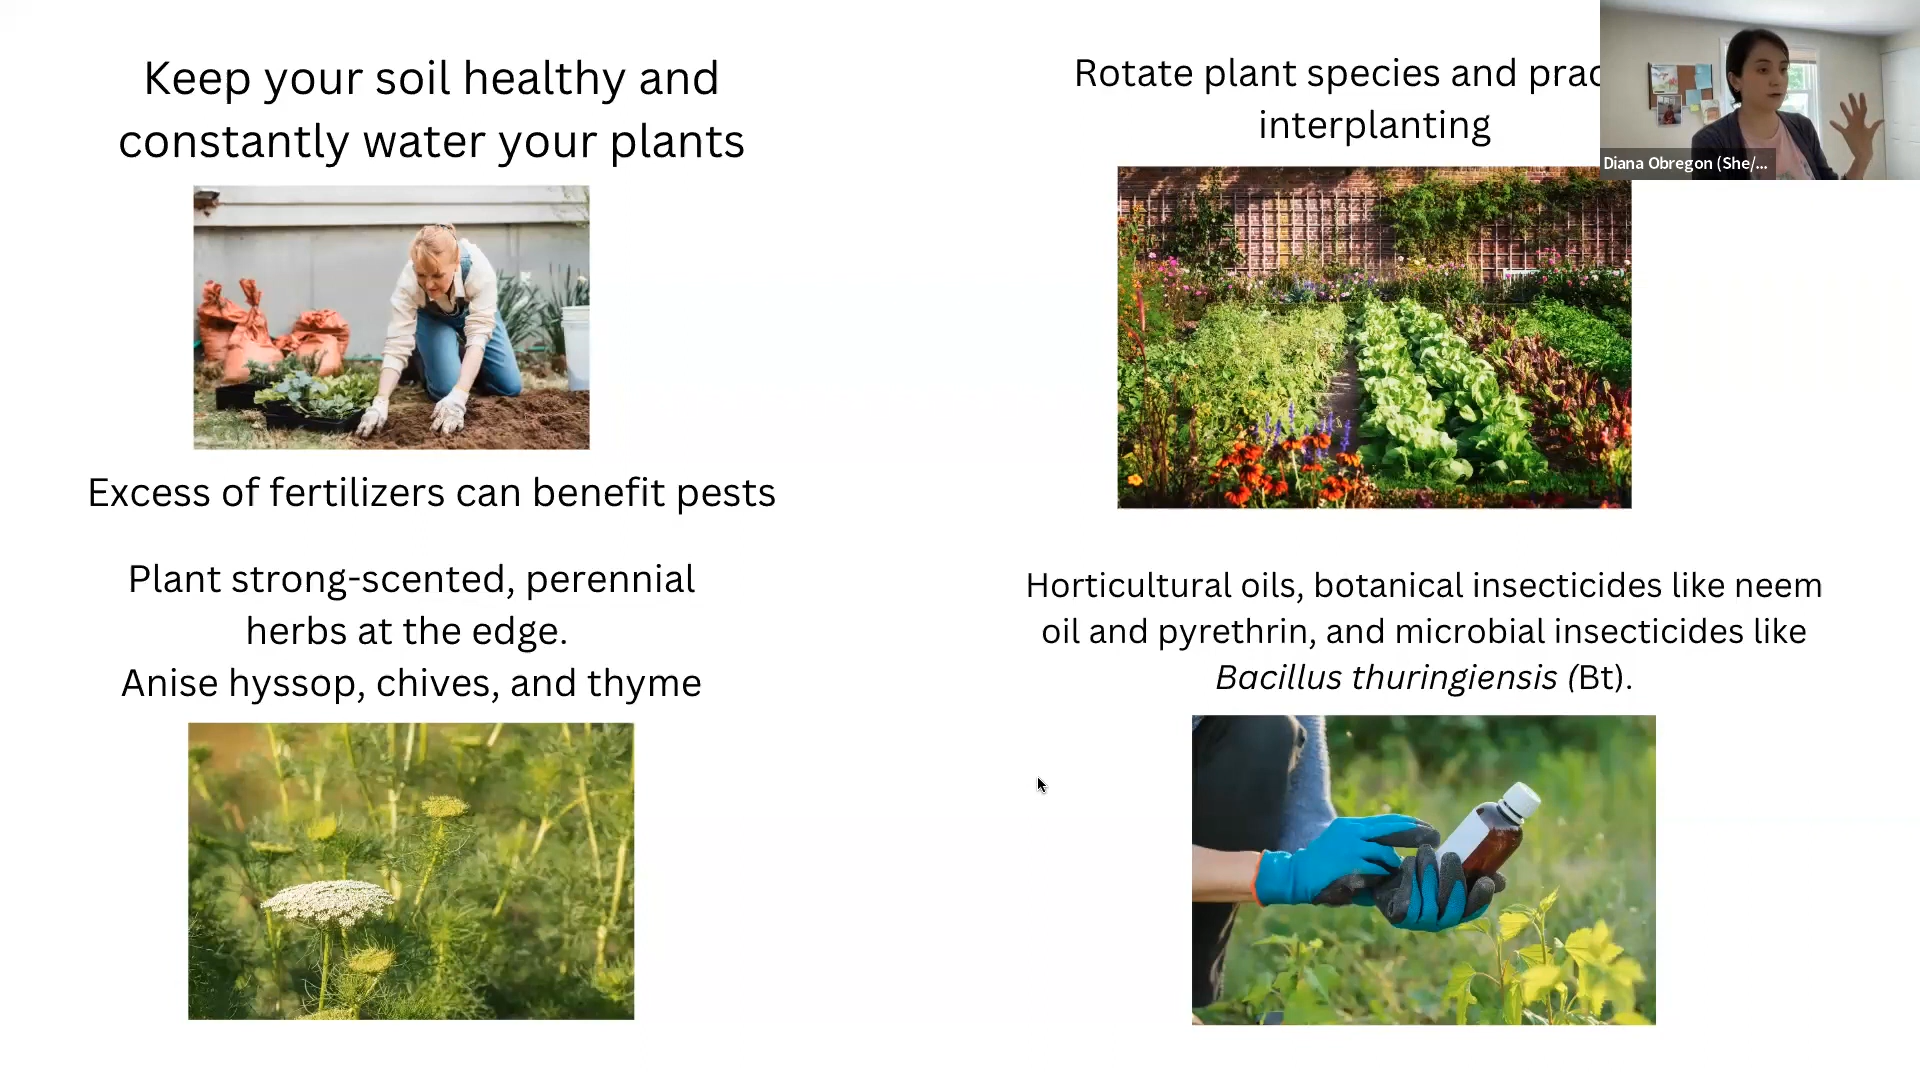 Keep your soil healthy and
constantly water your plants
Excess of fertilizers can benefit pests
Plant strong-scented, perennial
herbs at the edge.
Anise hyssop, chives, and thyme
Rotate plant species and prac
interplanting
Horticultural oils, botanical insecticides like neem
oil and pyrethrin, and microbial insecticides like
Bacillus thuringiensis (Bt).
Diana Obregon (She/...